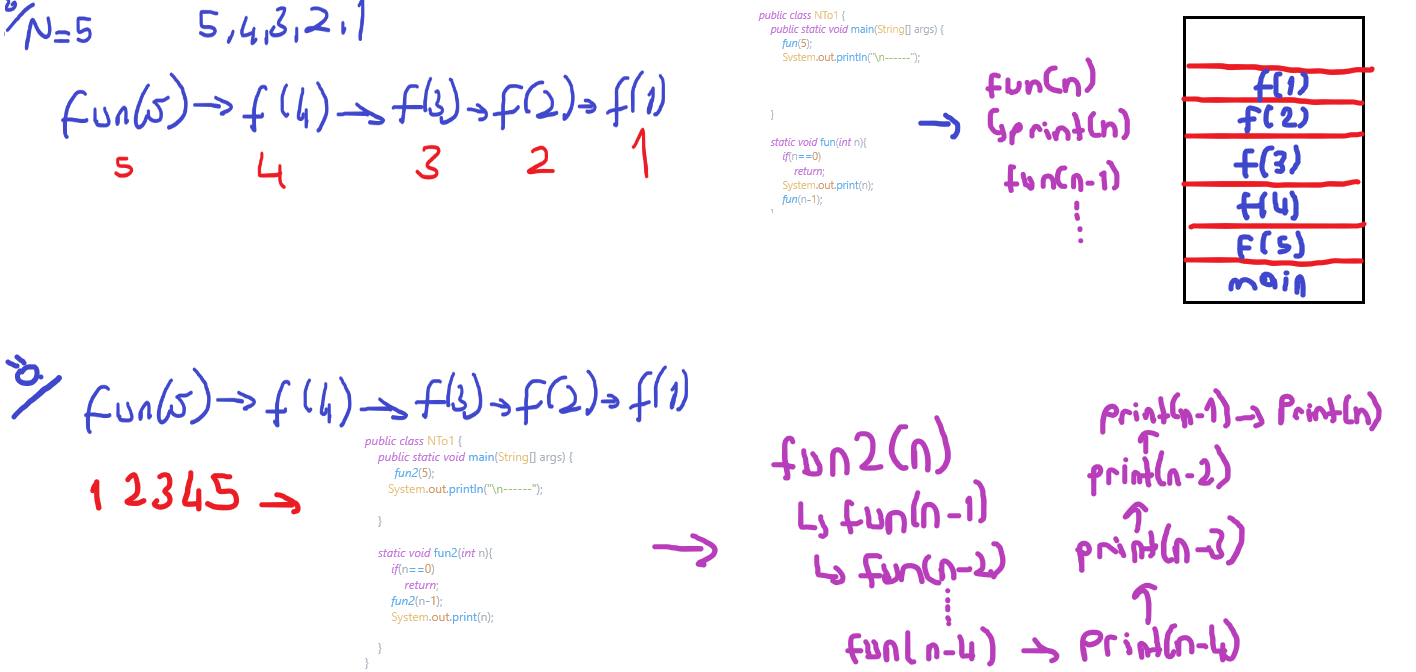 N=5 5,4,3,2,1
fun(5) → f(4) → f(3) → f(2) → f(1)
5 4 3 2 1
public class NTo1 {
public static void main(String[] args) {
fun(5);
System.out.println("\n------");
}
static void fun(int n){
if(n==0)
return;
System.out.print(n);
fun(n-1);
}
→
fun(n)
↳print(n)
fun(n-1)
f(1)
f(2)
f(3)
f(4)
f(5)
main
fun(5) → f(4) → f(3) → f(2) → f(1)
1 2 3 4 5 →
public class NTo1 {
public static void main(String[] args) {
fun2(5);
System.out.println("\n------");
}
static void fun2(int n){
if(n==0)
return;
fun2(n-1);
System.out.print(n);
}
}
→
fun2(n)
↳ fun(n-1)
↳ fun(n-2)
fun(n-4) → print(n-4)
print(n-3)
print(n-2)
print(n-1) → Print(n)